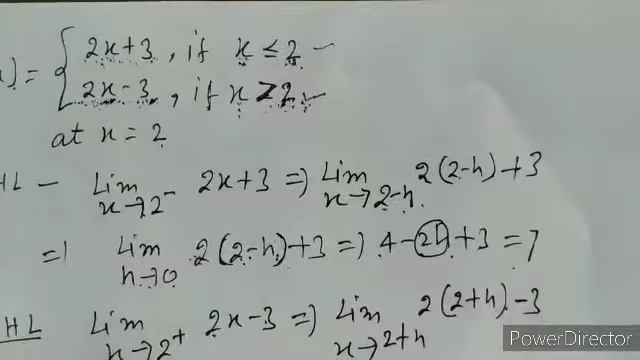 ) = { 2x+3 , if x ≤ 2
2x-3 , if x > 2
at x = 2
HL - Lim x→2⁻ 2x+3 => Lim x→2-h 2(2-h)+3
=) Lim h→0 2(2-h)+3 => 4-2h+3 = 7
HL Lim x→2⁺ 2x-3 => Lim x→2+h 2(2+h)-3
PowerDirector